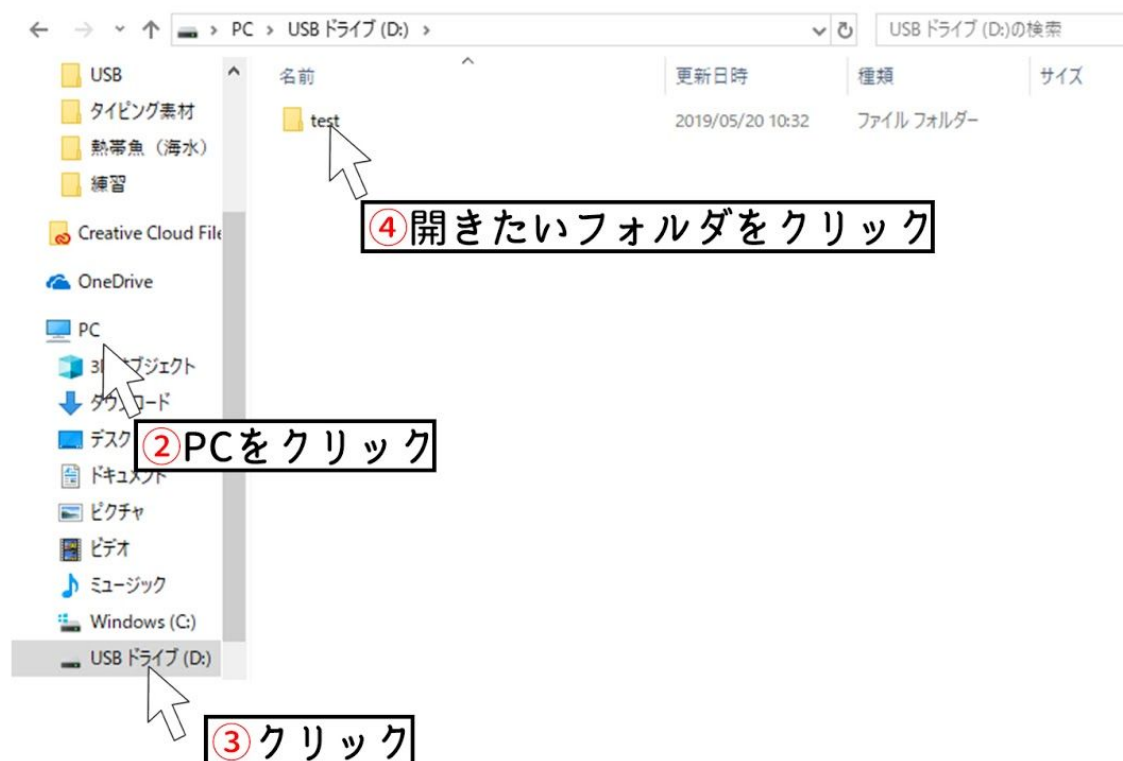 PC > USB ドライブ (D:) >
USB ドライブ (D:)の検索
USB
タイピング素材
熱帯魚（海水）
練習
Creative Cloud File
OneDrive
PC
ダウンロード
デスク
ドキュメント
ピクチャ
ビデオ
ミュージック
Windows (C:)
USB ドライブ (D:)
名前 更新日時 種類 サイズ
test 2019/05/20 10:32 ファイル フォルダー
④開きたいフォルダをクリック
②PCをクリック
③クリック